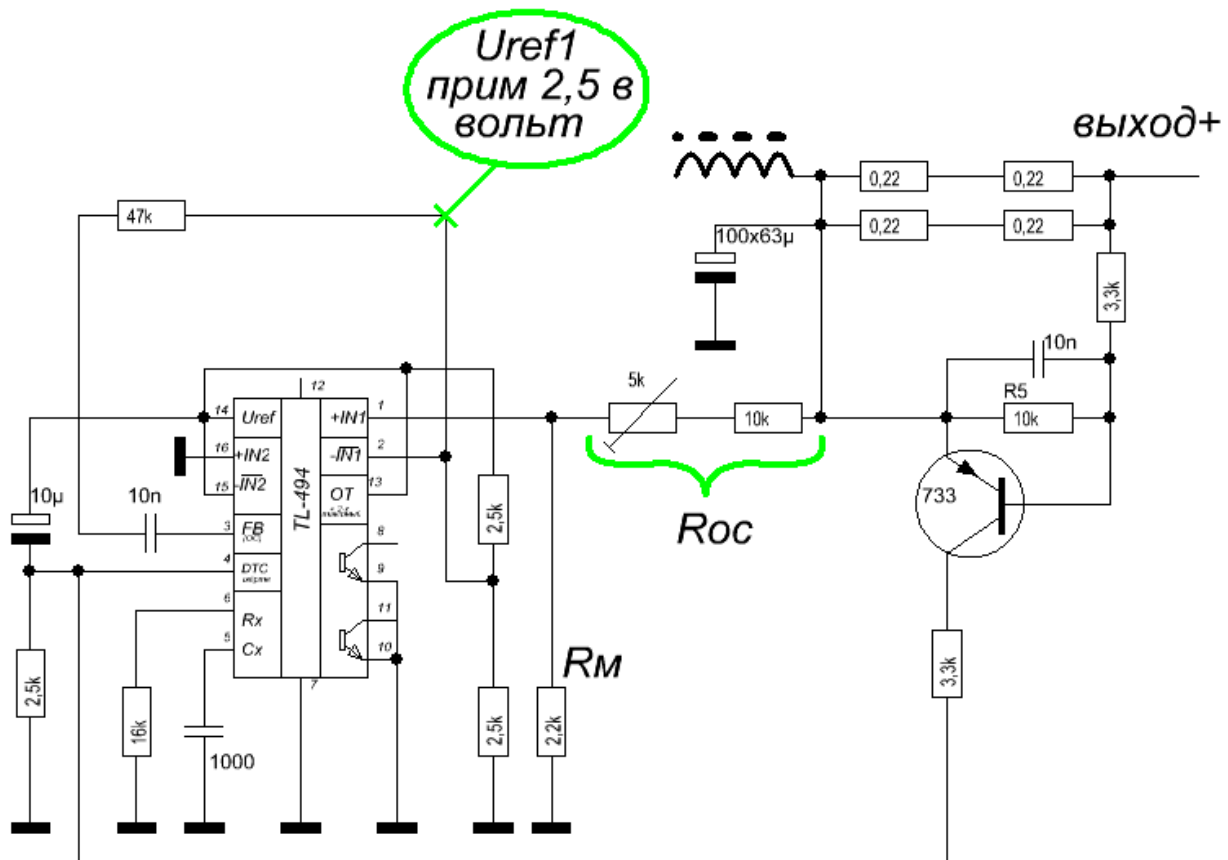 Uref1
прим 2,5 в
вольт
выход+
0,22
0,22
47k
0,22
0,22
100x63μ
3,3k
10n
5k
R5
10k
10k
12
14
Uref
+IN1
1
16
+IN2
-IN1
2
15
-IN2
OT
13
TL-494
10μ
10n
2,5k
733
Roc
3
FB
(OC)
8
4
DTC
9
6
Rx
11
5
Cx
10
7
Rм
2,5k
16k
1000
2,5k
2,2k
3,3k